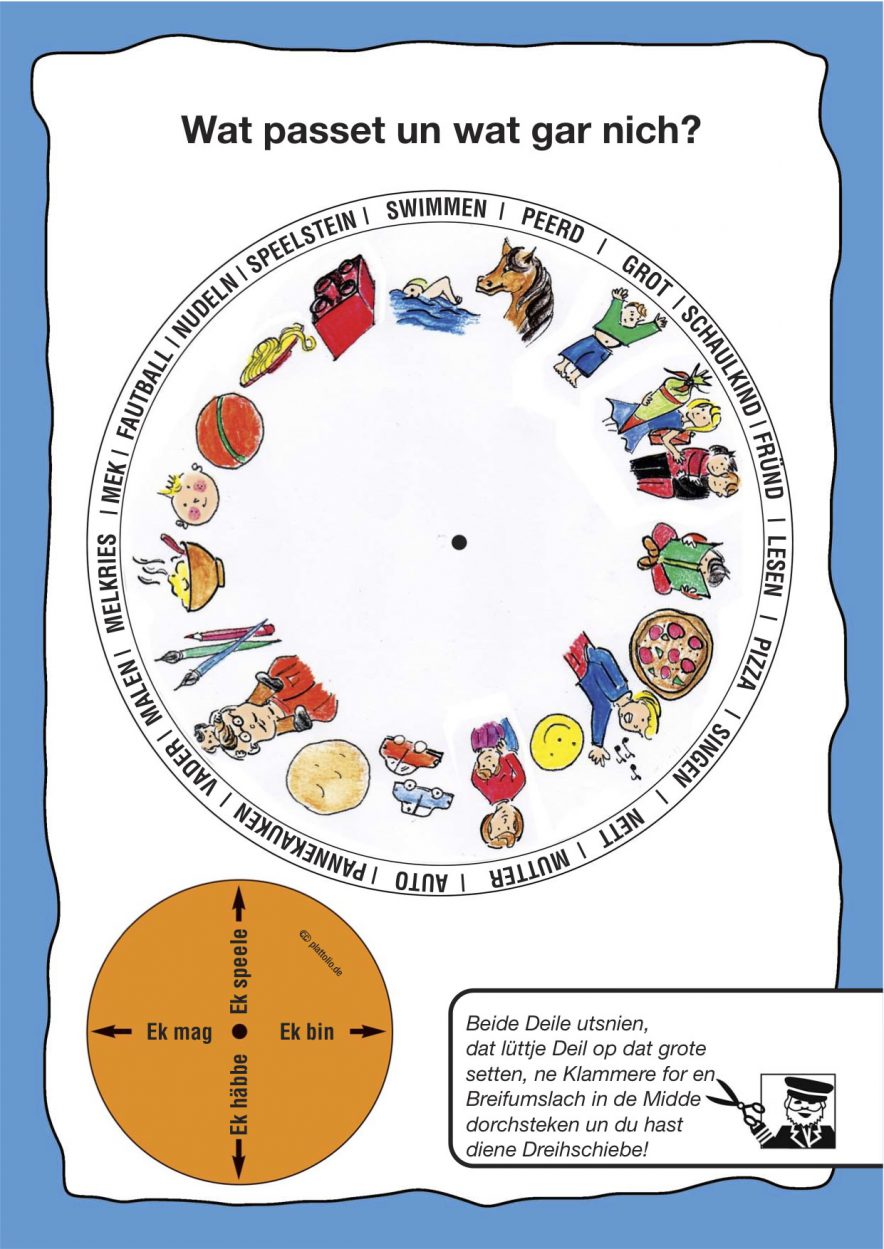 Wat passet un wat gar nich?
SWIMMEN | PEERD | GROT | SCHAULKIND | FRÜND | LESEN | PIZZA | SINGEN | NETT | MUTTER | AUTO | PANNEKAUKEN | VADER | MALEN | MELKRIES | MEK | FAUTBALL | NUDELN | SPEELSTEIN |
Ek speele
Ek mag
Ek bin
Ek häbbe
© plattolio.de
Beide Deile utsnien,
dat lüttje Deil op dat grote
setten, ne Klammere for en
Breifumslach in de Midde
dorchsteken un du hast
diene Dreihschiebe!